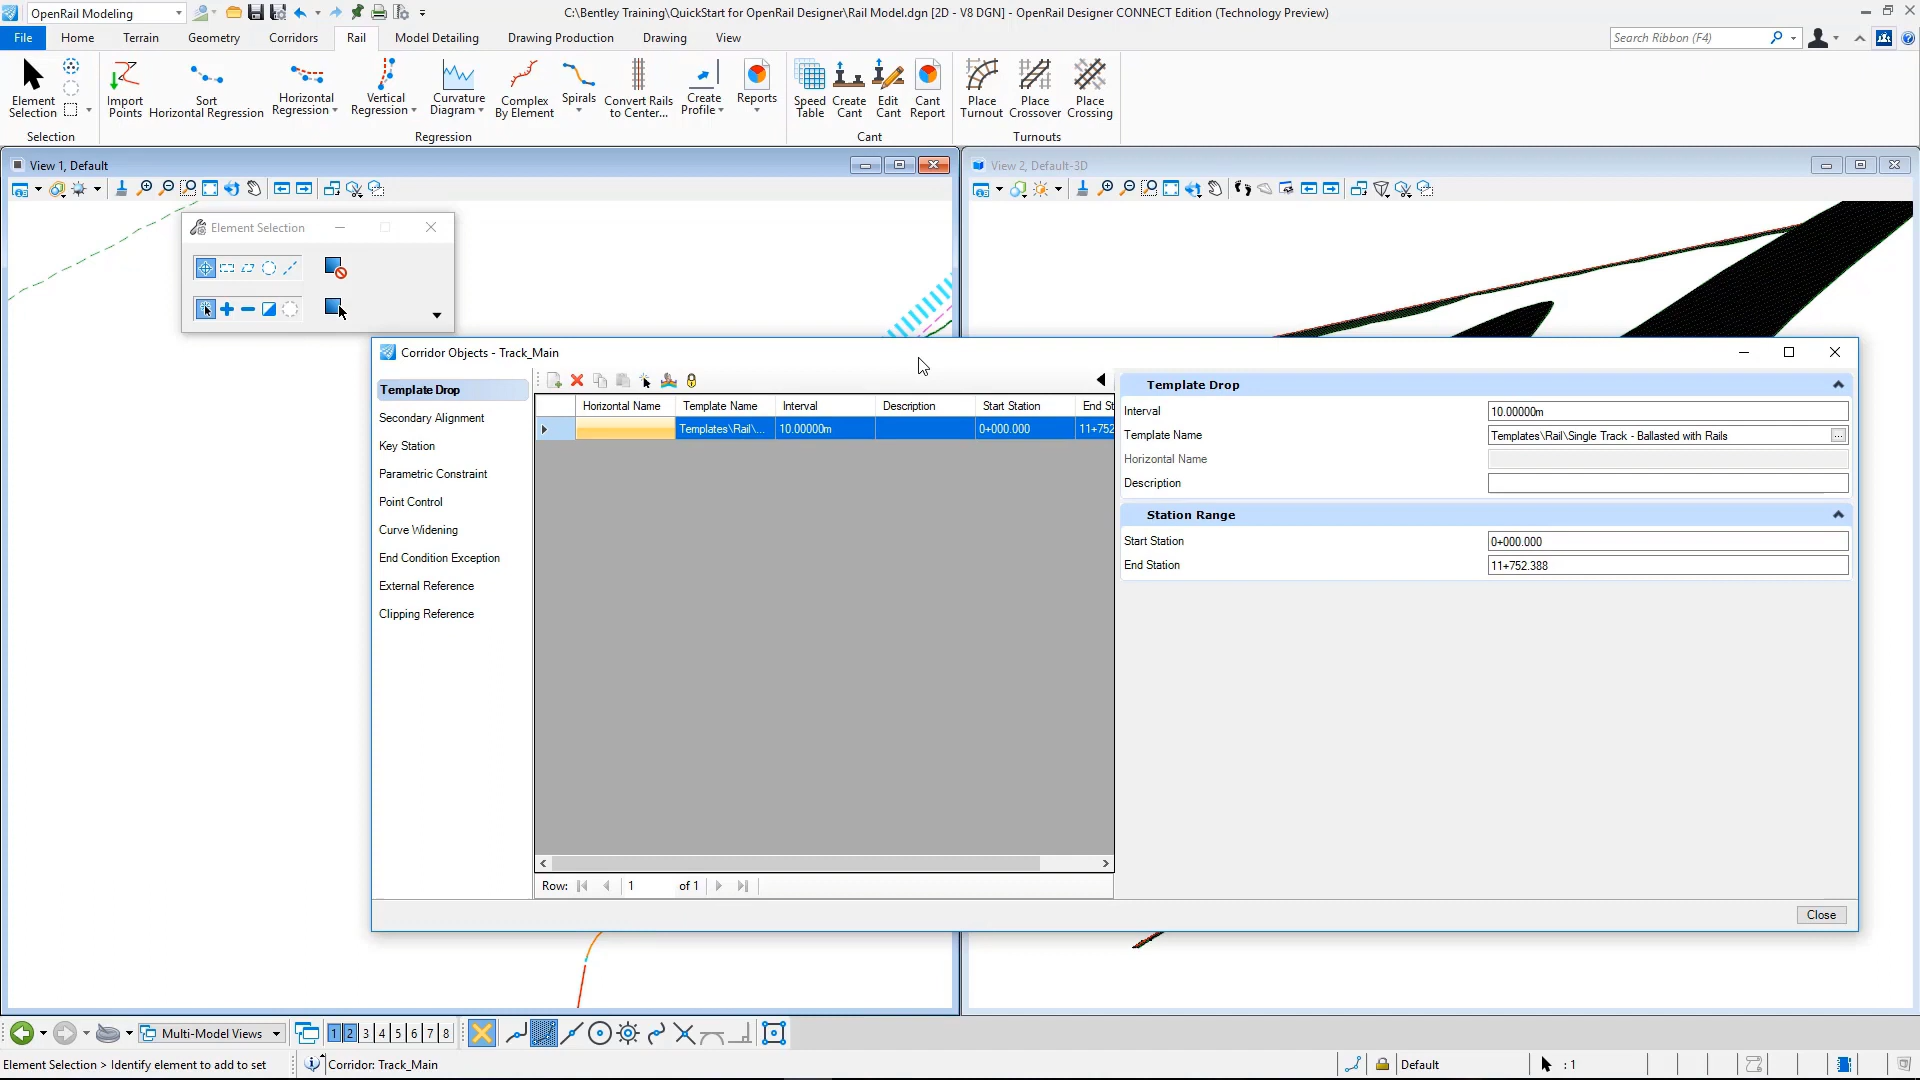 OpenRail Modeling
C:\Bentley Training\QuickStart for OpenRail Designer\Rail Model.dgn [2D - V8 DGN] - OpenRail Designer CONNECT Edition (Technology Preview)
File Home Terrain Geometry Corridors Rail Model Detailing Drawing Production Drawing View
Search Ribbon (F4)
Element Selection
Import Points
Sort Horizontal Regression
Horizontal Regression
Vertical Regression
Curvature Diagram
Complex By Element
Spirals
Convert Rails to Center...
Create Profile
Reports
Speed Table
Create Cant
Edit Cant
Cant Report
Place Turnout
Place Crossover
Place Crossing
Selection Regression Cant Turnouts
View 1, Default
View 2, Default-3D
Element Selection
Corridor Objects - Track_Main
Template Drop
Secondary Alignment
Key Station
Parametric Constraint
Point Control
Curve Widening
End Condition Exception
External Reference
Clipping Reference
Horizontal Name Template Name Interval Description Start Station End St
Templates\Rail\... 10.00000m 0+000.000 11+752
Row: 1 of 1
Template Drop
Interval 10.00000m
Template Name Templates\Rail\Single Track - Ballasted with Rails ...
Horizontal Name
Description
Station Range
Start Station 0+000.000
End Station 11+752.388
Close
Multi-Model Views 1 2 3 4 5 6 7 8
Element Selection > Identify element to add to set
Corridor: Track_Main
Default
: 1